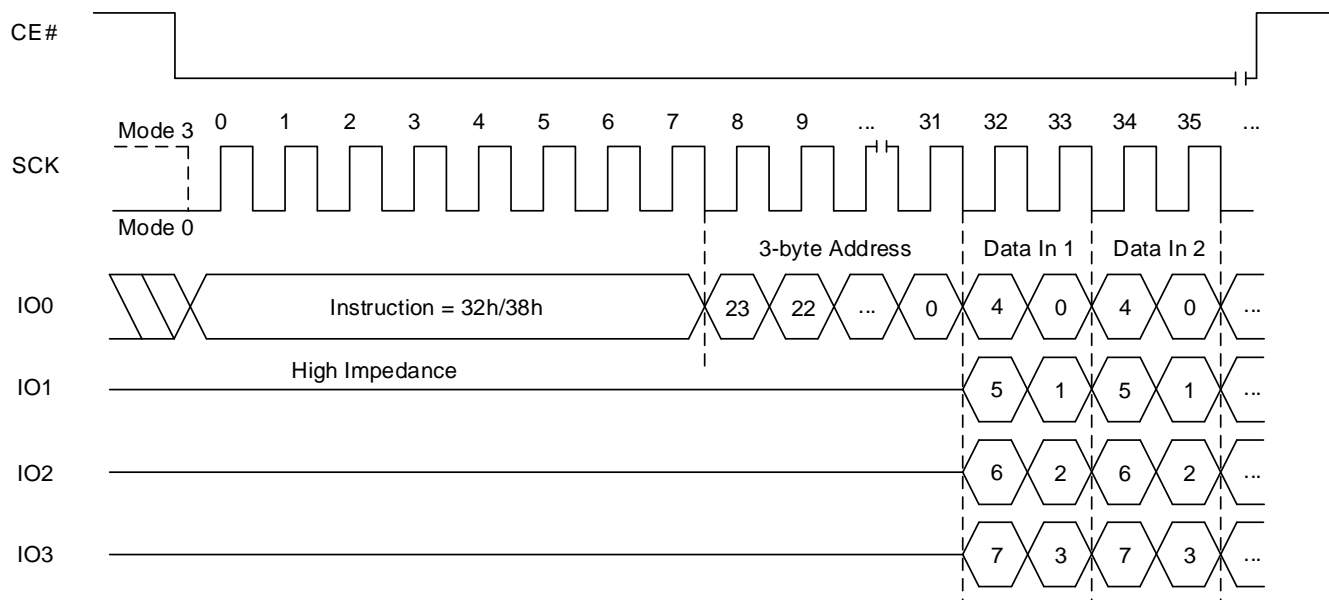 CE#
Mode 3 0 1 2 3 4 5 6 7 8 9 ... 31 32 33 34 35 ...
SCK
Mode 0
3-byte Address Data In 1 Data In 2
IO0 Instruction = 32h/38h 23 22 ... 0 4 0 4 0 ...
High Impedance
IO1 5 1 5 1 ...
IO2 6 2 6 2 ...
IO3 7 3 7 3 ...